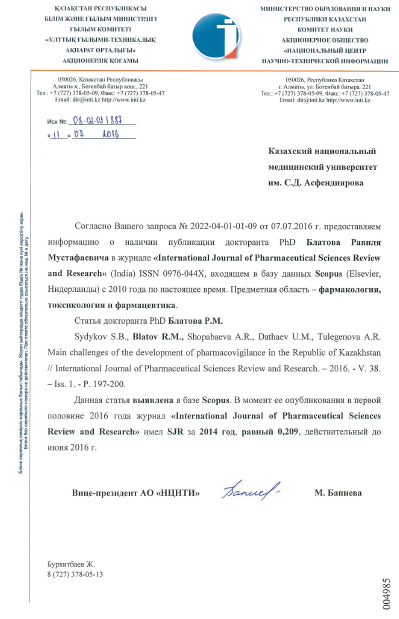 ҚАЗАҚСТАН РЕСПУБЛИКАСЫ
БІЛІМ ЖӘНЕ ҒЫЛЫМ МИНИСТРЛІГІ
ҒЫЛЫМ КОМИТЕТІ
«ҰЛТТЫҚ ҒЫЛЫМИ-ТЕХНИКАЛЫҚ
АҚПАРАТ ОРТАЛЫҒЫ»
АКЦИОНЕРЛІК ҚОҒАМЫ
МИНИСТЕРСТВО ОБРАЗОВАНИЯ И НАУКИ
РЕСПУБЛИКИ КАЗАХСТАН
КОМИТЕТ НАУКИ
АКЦИОНЕРНОЕ ОБЩЕСТВО
«НАЦИОНАЛЬНЫЙ ЦЕНТР
НАУЧНО-ТЕХНИЧЕСКОЙ ИНФОРМАЦИИ»
050026, Қазақстан Республикасы
Алматы қ., Бөгенбай батыр көш., 221
Тел.: +7 (727) 378-05-09, Факс: +7 (727) 378-05-47
Email: dir@inti.kz http://www.inti.kz
050026, Республика Казахстан
г. Алматы, ул. Богенбай батыра, 221
Тел.: +7 (727) 378-05-09, Факс: +7 (727) 378-05-47
Email: dir@inti.kz http://www.inti.kz
Исх №: 08-02-03/887
« 11 » 07 2016
Казахский национальный
медицинский университет
им. С.Д. Асфендиярова
Согласно Вашего запроса № 2022-04-01-01-09 от 07.07.2016 г. предоставляем
информацию о наличии публикации докторанта PhD Блатова Равиля
Мустафаевича в журнале «International Journal of Pharmaceutical Sciences Review
and Research» (India) ISSN 0976-044X, входящем в базу данных Scopus (Elsevier,
Нидерланды) с 2010 года по настоящее время. Предметная область – фармакология,
токсикология и фармацевтика.
Статья докторанта PhD Блатова Р.М.
Sydykov S.B., Blatov R.M., Shopabaeva A.R., Dathaev U.M., Tulegenova A.R.
Main challenges of the development of pharmacovigilance in the Republic of Kazakhstan
// International Journal of Pharmaceutical Sciences Review and Research. – 2016. - V. 38.
– Iss. 1. - P. 197-200.
Данная статья выявлена в базе Scopus. В момент ее опубликования в первой
половине 2016 года журнал «International Journal of Pharmaceutical Sciences
Review and Research» имел SJR за 2014 год, равный 0,209, действительный до
июня 2016 г.
Вице-президент АО «НЦНТИ»
М. Бапиева
Буркитбаев Ж.
8 (727) 378-05-13
004985